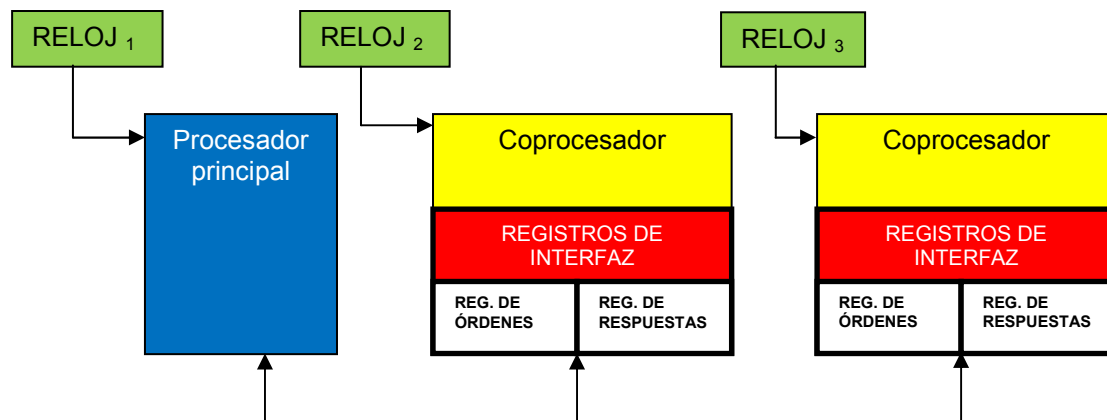 RELOJ 1
RELOJ 2
RELOJ 3
Procesador
principal
Coprocesador
REGISTROS DE
INTERFAZ
REG. DE
ÓRDENES
REG. DE
RESPUESTAS
Coprocesador
REGISTROS DE
INTERFAZ
REG. DE
ÓRDENES
REG. DE
RESPUESTAS